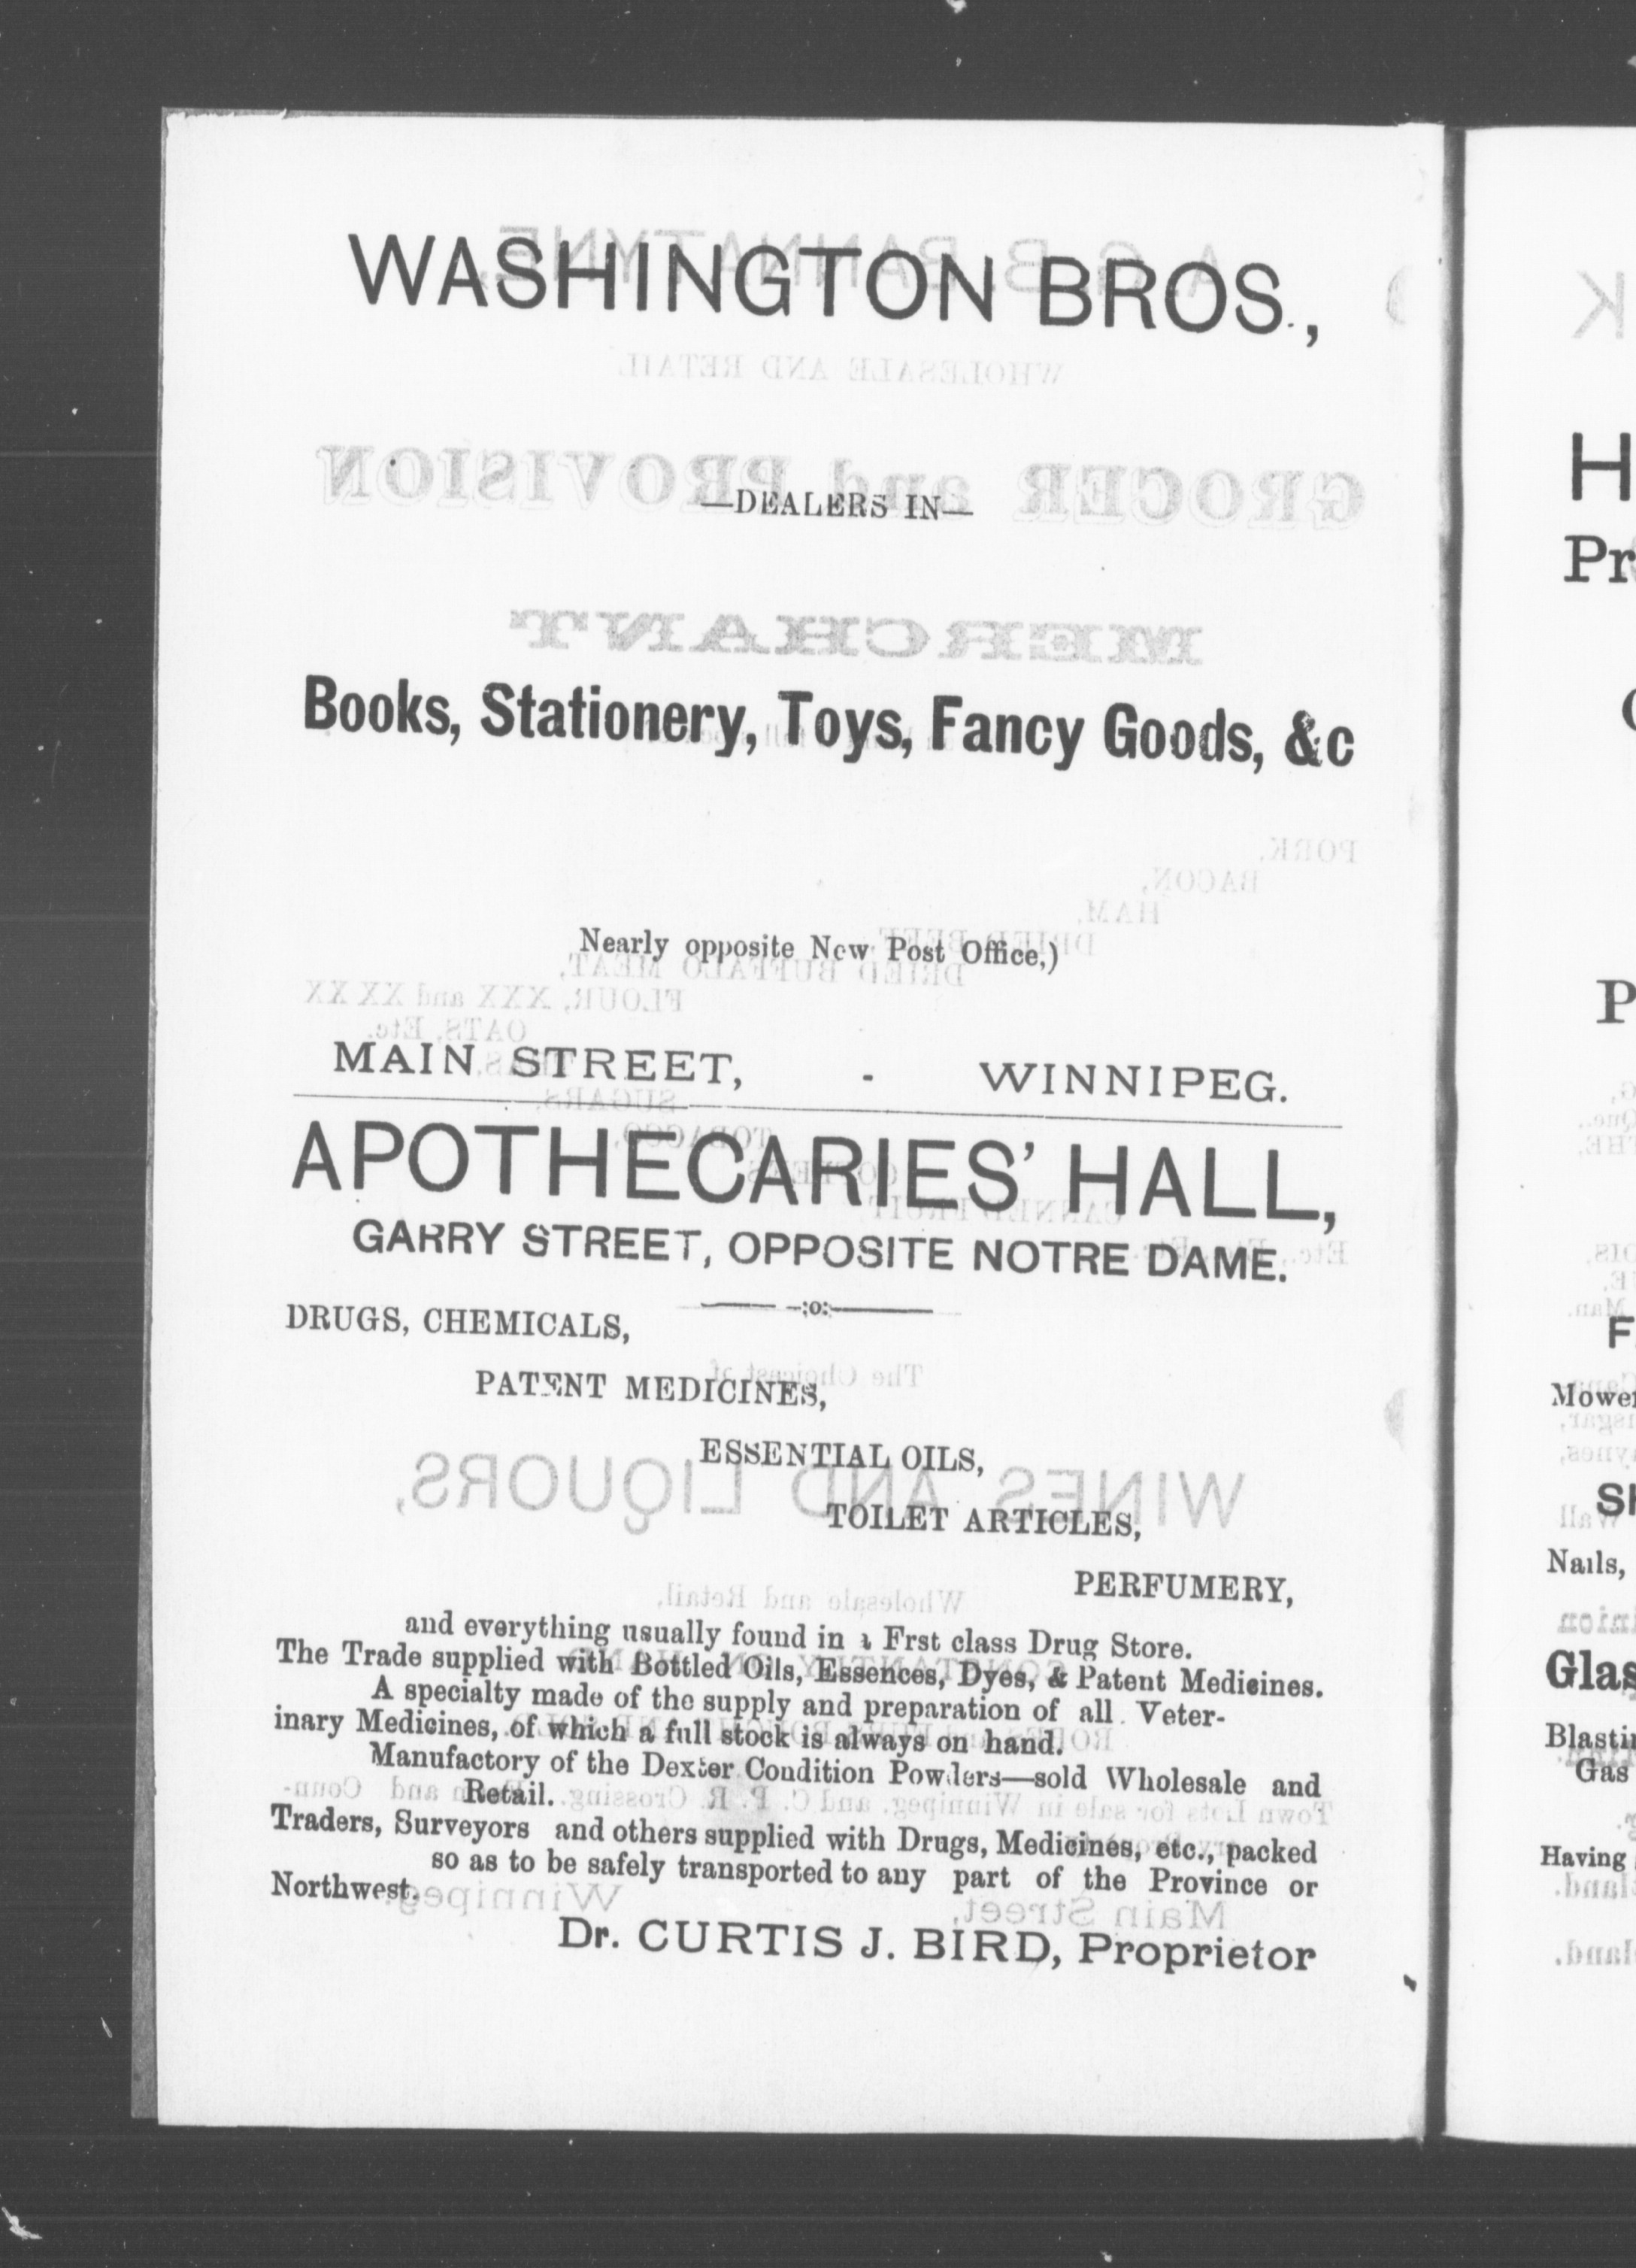 WASHINGTON BROS.,
—DEALERS IN—
Books, Stationery, Toys, Fancy Goods, &c
Nearly opposite New Post Office,)
MAIN STREET, - WINNIPEG.
APOTHECARIES' HALL,
GARRY STREET, OPPOSITE NOTRE DAME.
—:o:—
DRUGS, CHEMICALS,
PATENT MEDICINES,
ESSENTIAL OILS,
TOILET ARTICLES,
PERFUMERY,
and everything usually found in a Frst class Drug Store.
The Trade supplied with Bottled Oils, Essences, Dyes, & Patent Medicines.
A specialty made of the supply and preparation of all Veter-
inary Medicines, of which a full stock is always on hand.
Manufactory of the Dexter Condition Powders—sold Wholesale and
Retail.
Traders, Surveyors and others supplied with Drugs, Medicines, etc., packed
so as to be safely transported to any part of the Province or
Northwest.
Dr. CURTIS J. BIRD, Proprietor
H
Pr
P
Nails,
Gas
Having